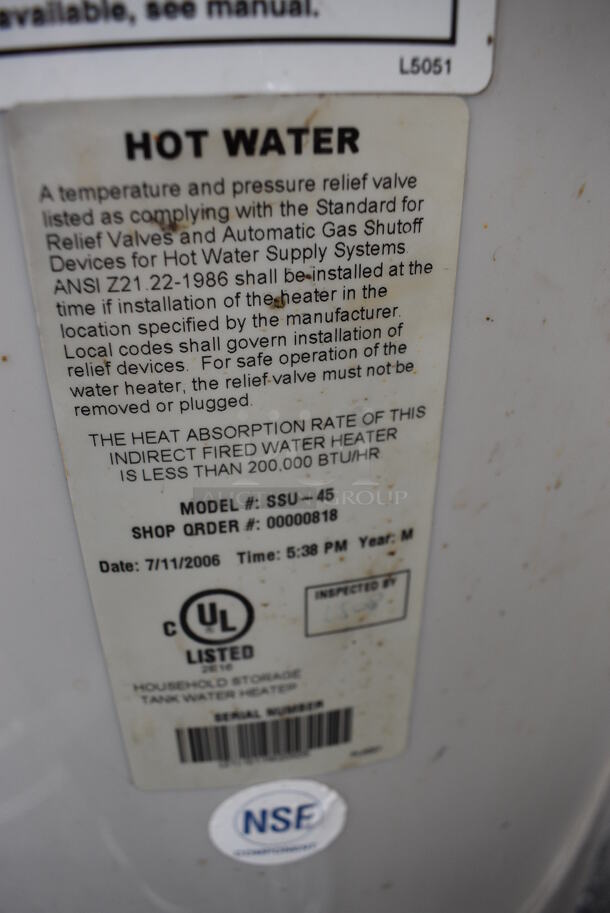 available, see manual.
L5051
HOT WATER
A temperature and pressure relief valve
listed as complying with the Standard for
Relief Valves and Automatic Gas Shutoff
Devices for Hot Water Supply Systems.
ANSI Z21.22-1986 shall be installed at the
time if installation of the heater in the
location specified by the manufacturer.
Local codes shall govern installation of
relief devices. For safe operation of the
water heater, the relief valve must not be
removed or plugged.
THE HEAT ABSORPTION RATE OF THIS
INDIRECT FIRED WATER HEATER
IS LESS THAN 200,000 BTU/HR
MODEL #: SSU-45
SHOP ORDER #: 00000818
Date: 7/11/2006 Time: 5:38 PM Year: M
INSPECTED BY
C UL
LISTED
2E16
HOUSEHOLD STORAGE
TANK WATER HEATER
SERIAL NUMBER
NSF
COMPONENT